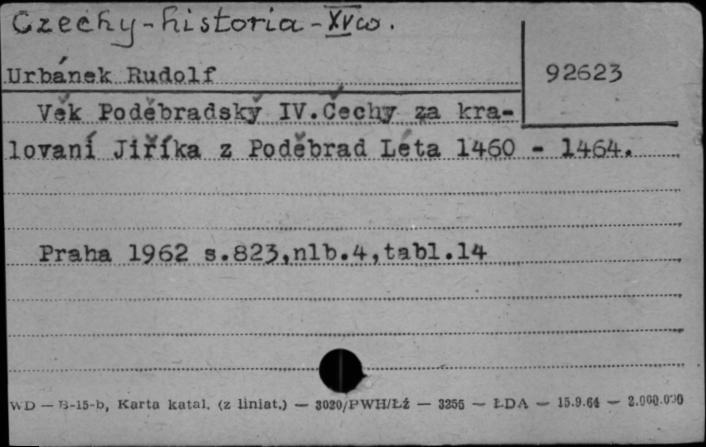 Czechy-historia-XVw.
Urbánek Rudolf
92623
Věk Poděbradský IV.Čechy za kra-
lovaní Jiříka z Poděbrad Léta 1460 - 1464.
Praha 1962 s.823,nlb.4,tabl.14
WD — B-15-b, Karta katal. (z liniat.) — 3020/PWH/Łź — 3256 — ŁDA — 15.9.64 — 2.000.000